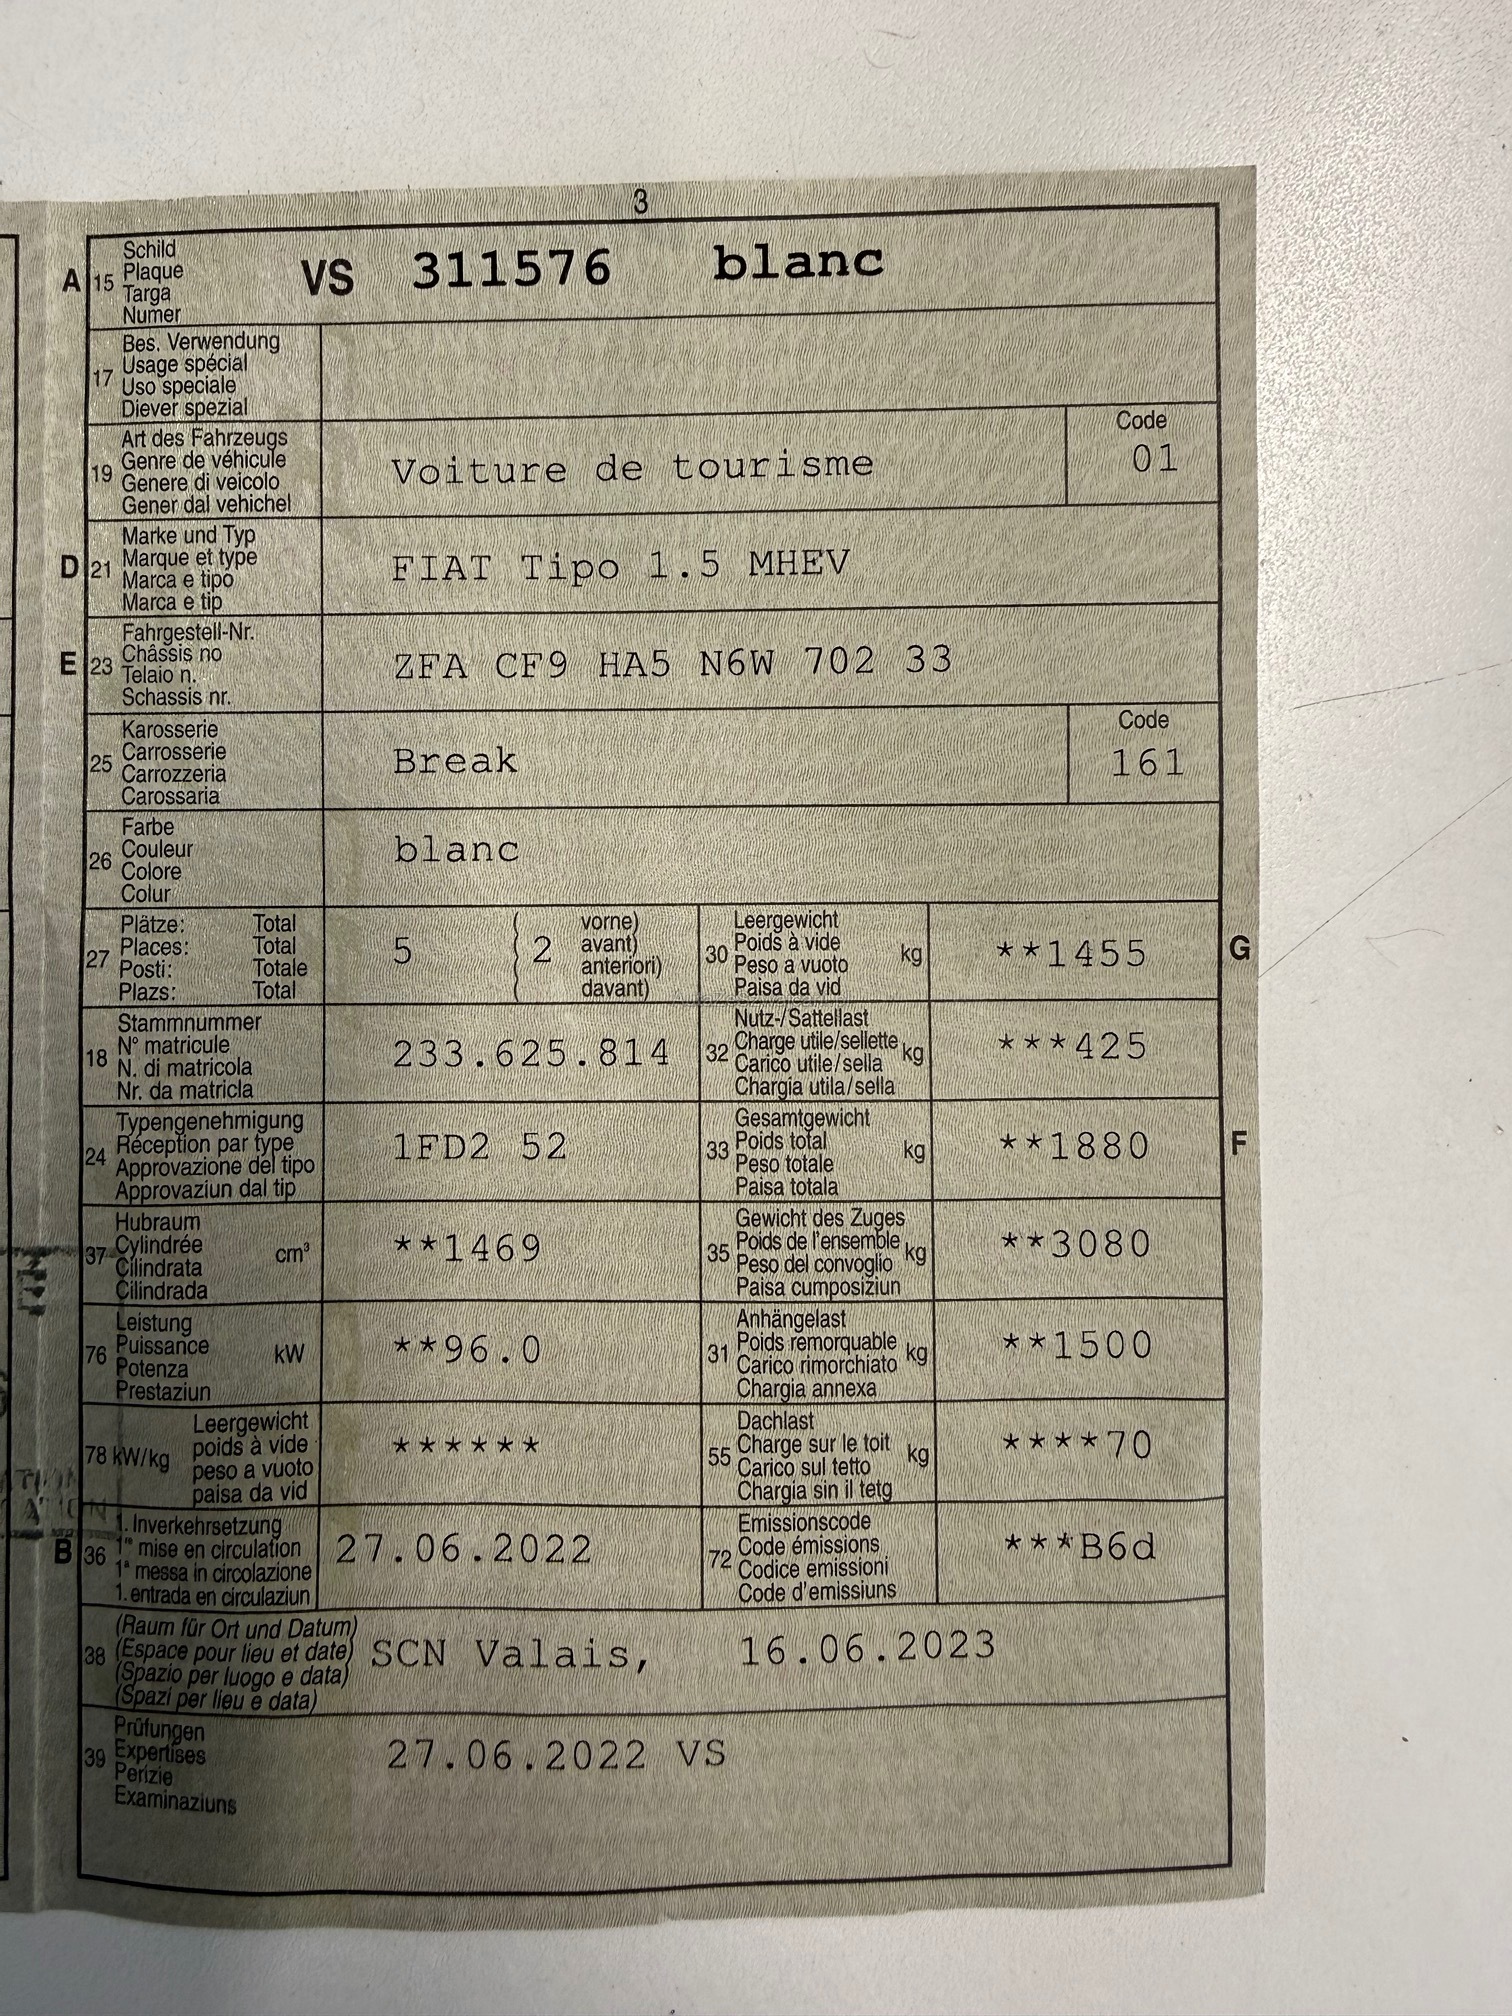 3
A 15 Schild Plaque Targa Numer VS 311576 blanc
17 Bes. Verwendung Usage spécial Uso speciale Diever spezial
19 Art des Fahrzeugs Genre de véhicule Genere di veicolo Gener dal vehichel Voiture de tourisme Code 01
D 21 Marke und Typ Marque et type Marca e tipo Marca e tip FIAT Tipo 1.5 MHEV
E 23 Fahrgestell-Nr. Châssis no Telaio n. Schassis nr. ZFA CF9 HA5 N6W 702 33
25 Karosserie Carrosserie Carrozzeria Carossaria Break Code 161
26 Farbe Couleur Colore Colur blanc
27 Plätze: Total Places: Total Posti: Totale Plazs: Total 5 ( 2 vorne) avant) anteriori) davant) 30 Leergewicht Poids à vide Peso a vuoto Paisa da vid kg **1455 G
18 Stammnummer N° matricule N. di matricola Nr. da matricla 233.625.814 32 Nutz-/Sattellast Charge utile/sellette Carico utile/sella Chargia utila/sella kg ***425
24 Typengenehmigung Réception par type Approvazione del tipo Approvaziun dal tip 1FD2 52 33 Gesamtgewicht Poids total Peso totale Paisa totala kg **1880 F
37 Hubraum Cylindrée Cilindrata Cilindrada cm³ **1469 35 Gewicht des Zuges Poids de l'ensemble Peso del convoglio Paisa cumposiziun kg **3080
76 Leistung Puissance Potenza Prestaziun kW **96.0 31 Anhängelast Poids remorquable Carico rimorchiato Chargia annexa kg **1500
78 kW/kg Leergewicht poids à vide peso a vuoto paisa da vid ****** 55 Dachlast Charge sur le toit Carico sul tetto Chargia sin il tetg kg ****70
B 36 1. Inverkehrsetzung 1re mise en circulation 1a messa in circolazione 1. entrada en circulaziun 27.06.2022 72 Emissionscode Code émissions Codice emissioni Code d'emissiuns ***B6d
38 (Raum für Ort und Datum) (Espace pour lieu et date) (Spazio per luogo e data) (Spazi per lieu e data) SCN Valais, 16.06.2023
39 Prüfungen Expertises Perizie Examinaziuns 27.06.2022 VS